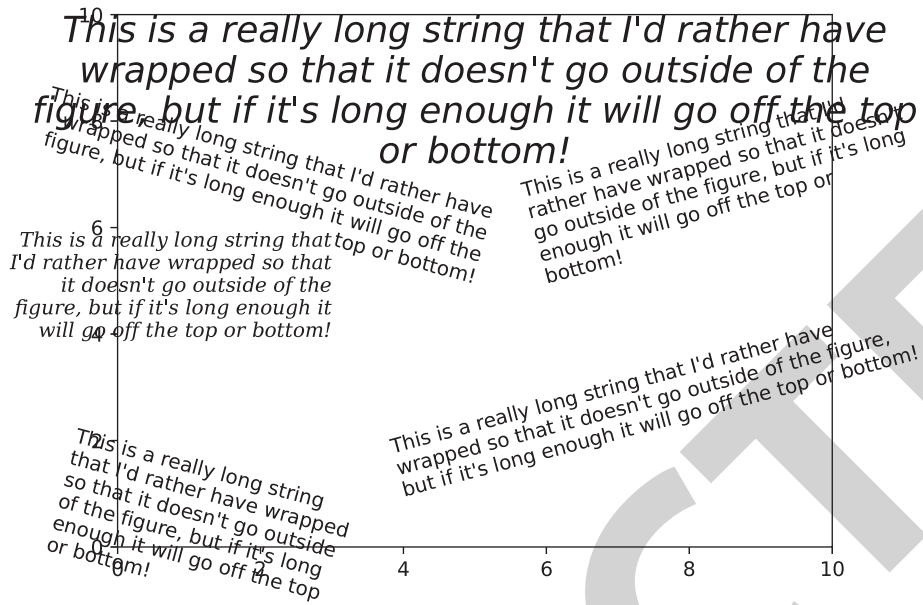 This is a really long string that I'd rather have
wrapped so that it doesn't go outside of the
figure, but if it's long enough it will go off the top
or bottom!
This is a really long string that I'd rather have
wrapped so that it doesn't go outside of the
figure, but if it's long enough it will go off the
top or bottom!
This is a really long string that I'd
rather have wrapped so that it doesn't
go outside of the figure, but if it's long
enough it will go off the top or
bottom!
This is a really long string that
I'd rather have wrapped so that
it doesn't go outside of the
figure, but if it's long enough it
will go off the top or bottom!
This is a really long string that I'd rather have
wrapped so that it doesn't go outside of the figure,
but if it's long enough it will go off the top or bottom!
This is a really long string
that I'd rather have wrapped
so that it doesn't go outside
of the figure, but if it's long
enough it will go off the top
or bottom!
10
8
6
4
2
0
0 2 4 6 8 10
CTF